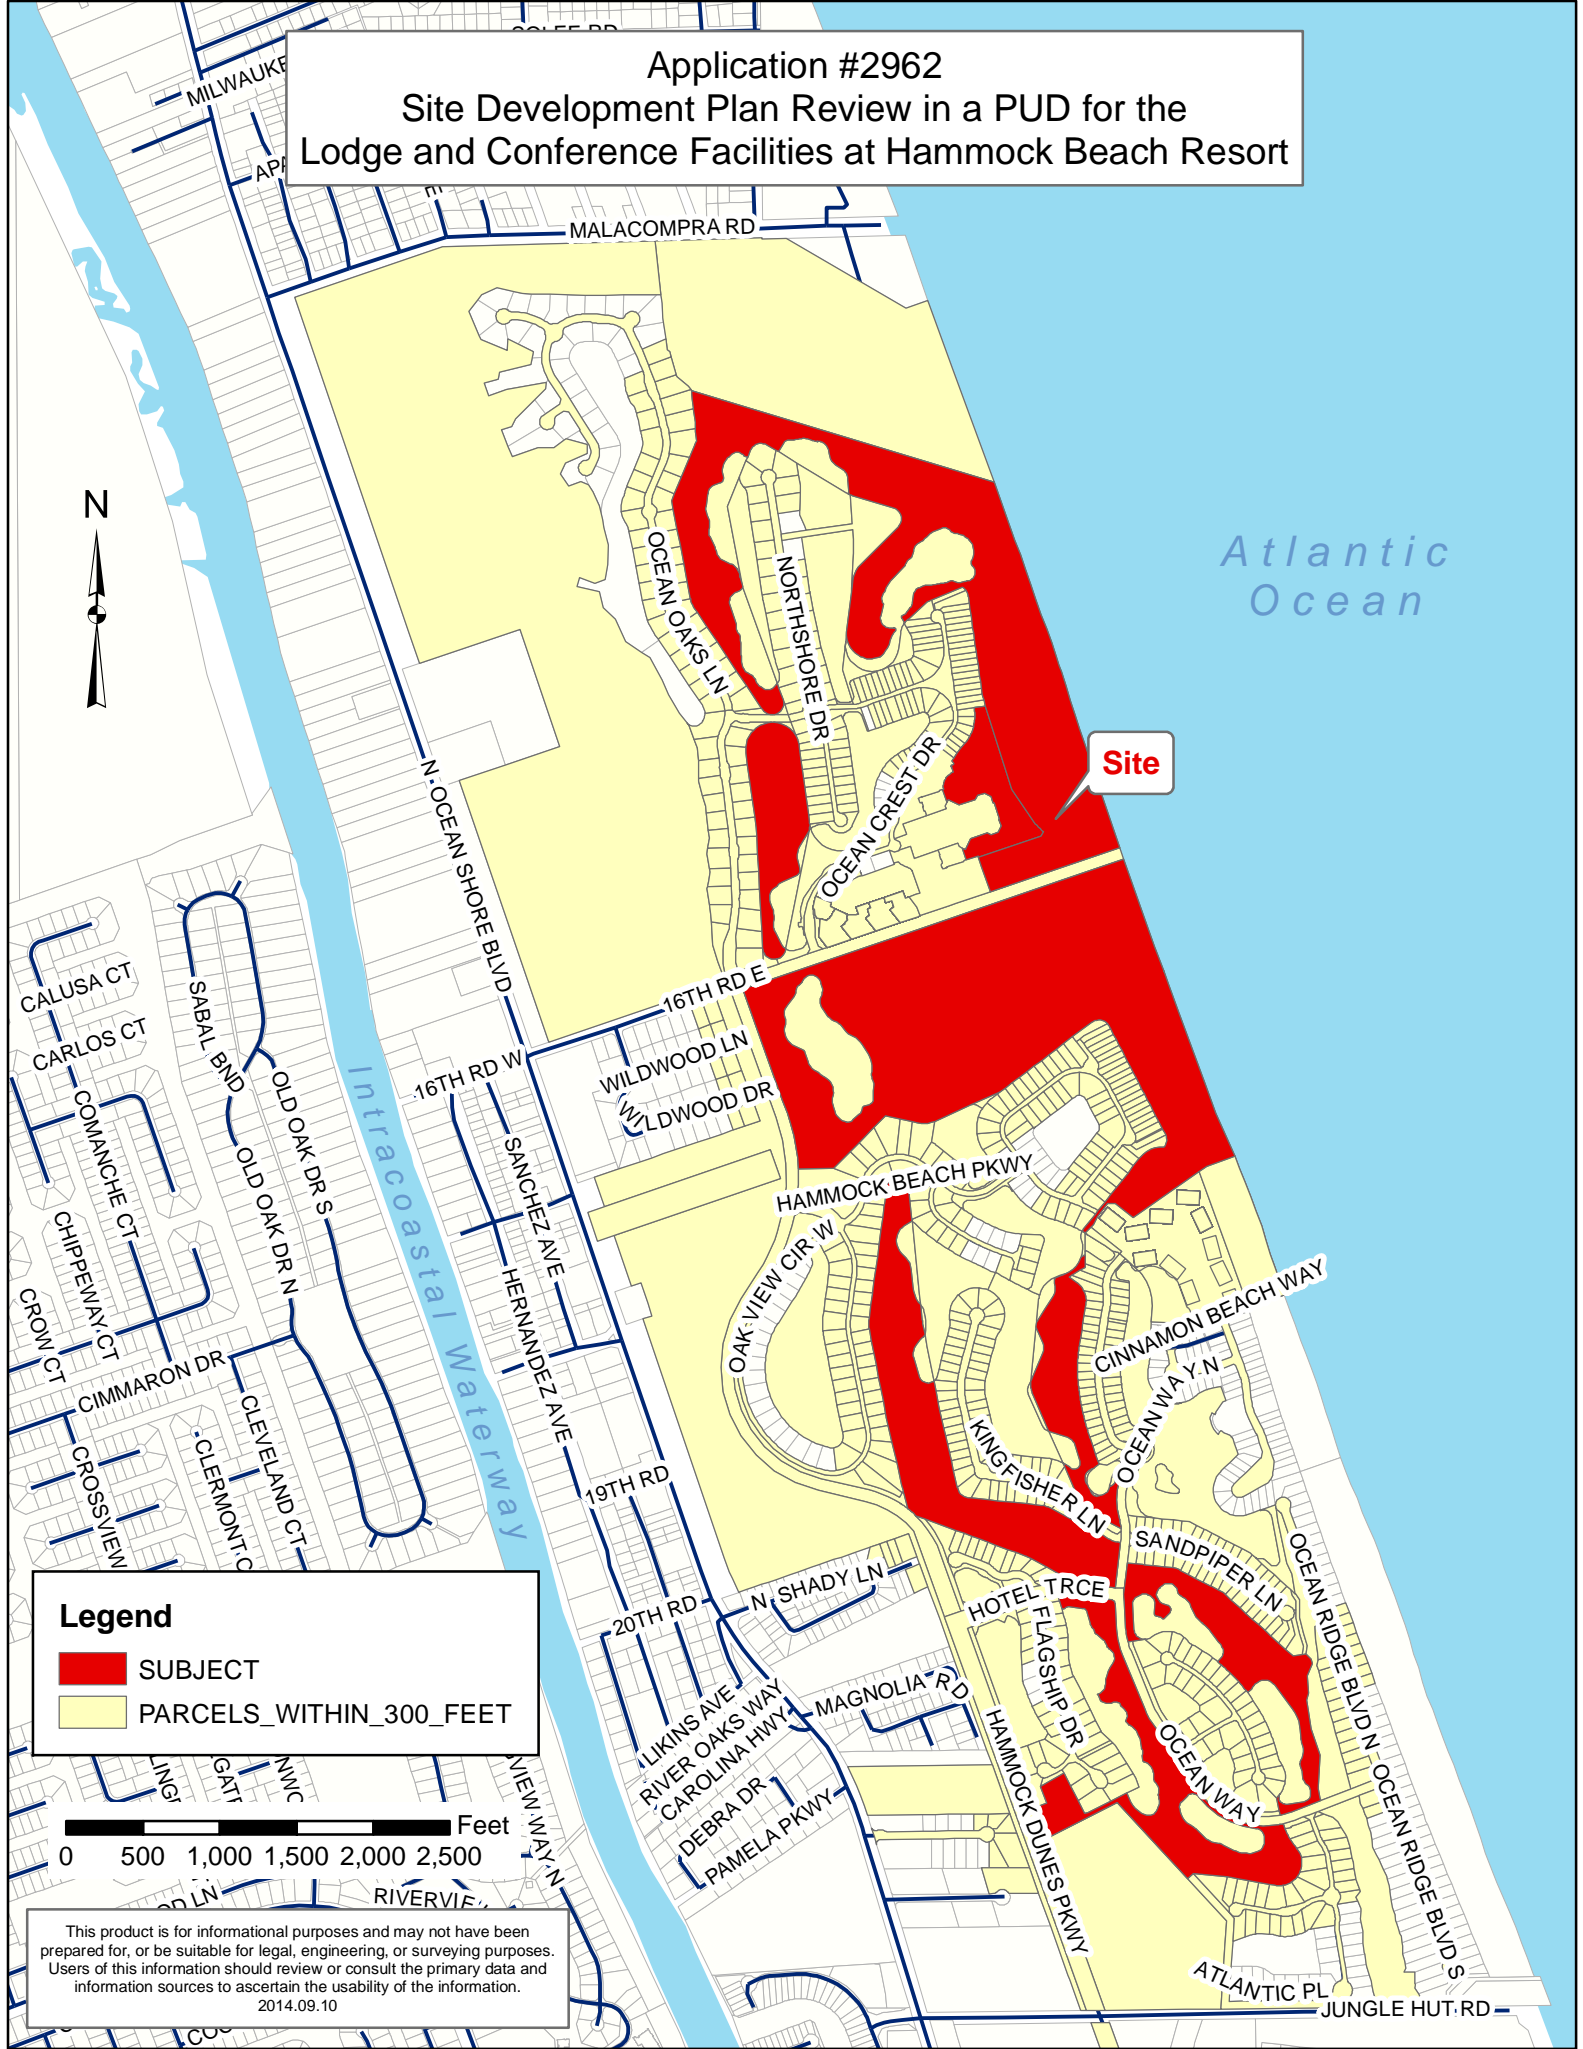 SOLEE RD
Application #2962
Site Development Plan Review in a PUD for the
Lodge and Conference Facilities at Hammock Beach Resort
MALACOMPRA RD
N
Atlantic
Ocean
OCEAN OAKS LN
NORTHSHORE DR
Site
OCEAN CREST DR
N OCEAN SHORE BLVD
16TH RD E
CALUSA CT
SABAL BND
CARLOS CT
WILDWOOD LN
16TH RD W
WILDWOOD DR
COMANCHE CT
OLD OAK DR S
Intracoastal Waterway
SANCHEZ AVE
OLD OAK DR N
HAMMOCK BEACH PKWY
CHIPPEWAY CT
OAK VIEW CIR W
HERNANDEZ AVE
CINNAMON BEACH WAY
CROW CT
CIMMARON DR
OCEAN WAY N
CLEVELAND CT
KINGFISHER LN
CROSSVIEW
CLERMONT C
19TH RD
SANDPIPER LN
OCEAN RIDGE BLVD N
N SHADY LN
HOTEL TRCE
20TH RD
FLAGSHIP DR
Legend
SUBJECT
PARCELS_WITHIN_300_FEET
LIKINS AVE
RIVER OAKS WAY
CAROLINA HWY
MAGNOLIA RD
HAMMOCK DUNES PKWY
OCEAN WAY
DEBRA DR
PAMELA PKWY
OCEAN RIDGE BLVD S
VIEW WAY N
Feet
0 500 1,000 1,500 2,000 2,500
OD LN
RIVERVIE
This product is for informational purposes and may not have been
prepared for, or be suitable for legal, engineering, or surveying purposes.
Users of this information should review or consult the primary data and
information sources to ascertain the usability of the information.
2014.09.10
ATLANTIC PL
JUNGLE HUT RD